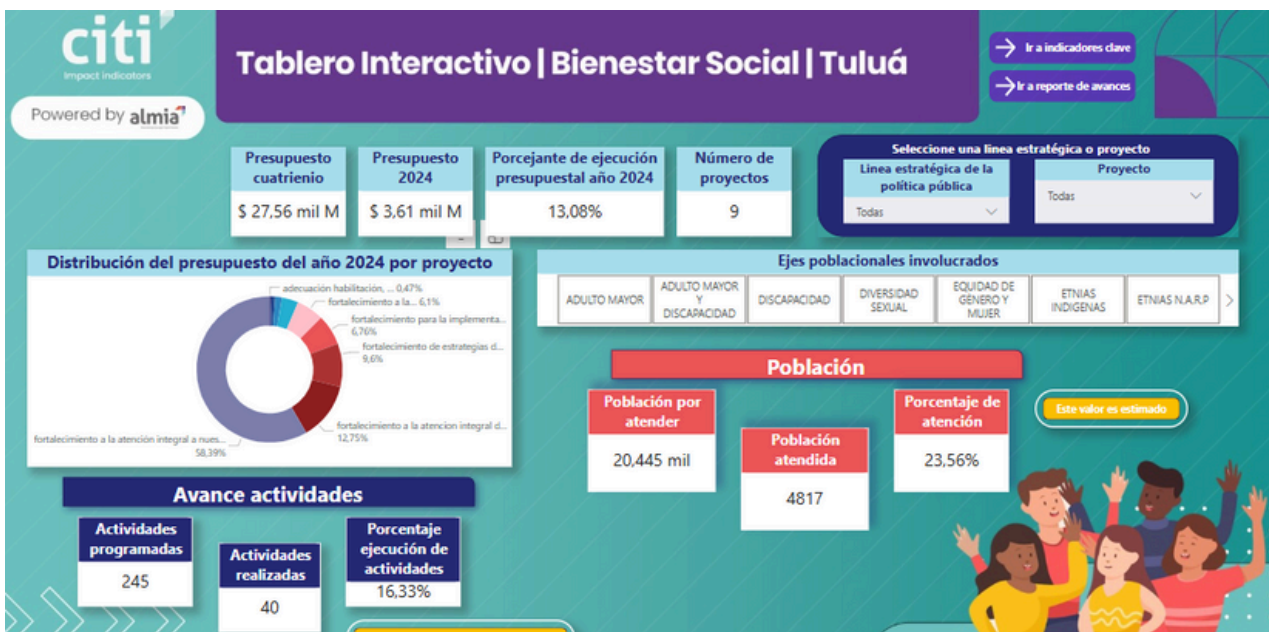 citi
Impact indicators
Powered by almia
Tablero Interactivo | Bienestar Social | Tuluá
Ir a indicadores clave
Ir a reporte de avances
Presupuesto
cuatrienio
$ 27,56 mil M
Presupuesto
2024
$ 3,61 mil M
Porcejante de ejecución
presupuestal año 2024
13,08%
Número de
proyectos
9
Seleccione una linea estratégica o proyecto
Linea estratégica de la
política pública
Todas
Proyecto
Todas
Distribución del presupuesto del año 2024 por proyecto
adecuación habilitación, ... 0,47%
fortalecimiento a la... 6,1%
fortalecimiento para la implementa...
6,76%
fortalecimiento de estrategias d...
9,6%
fortalecimiento a la atencion integral d...
12,75%
fortalecimiento a la atención integral a nues...
58,39%
Ejes poblacionales involucrados
ADULTO MAYOR
ADULTO MAYOR
Y
DISCAPACIDAD
DISCAPACIDAD
DIVERSIDAD
SEXUAL
EQUIDAD DE
GÉNERO Y
MUJER
ETNIAS
INDIGENAS
ETNIAS N.A.R.P
Población
Población por
atender
20,445 mil
Población
atendida
4817
Porcentaje de
atención
23,56%
Este valor es estimado
Avance actividades
Actividades
programadas
245
Actividades
realizadas
40
Porcentaje
ejecución de
actividades
16,33%